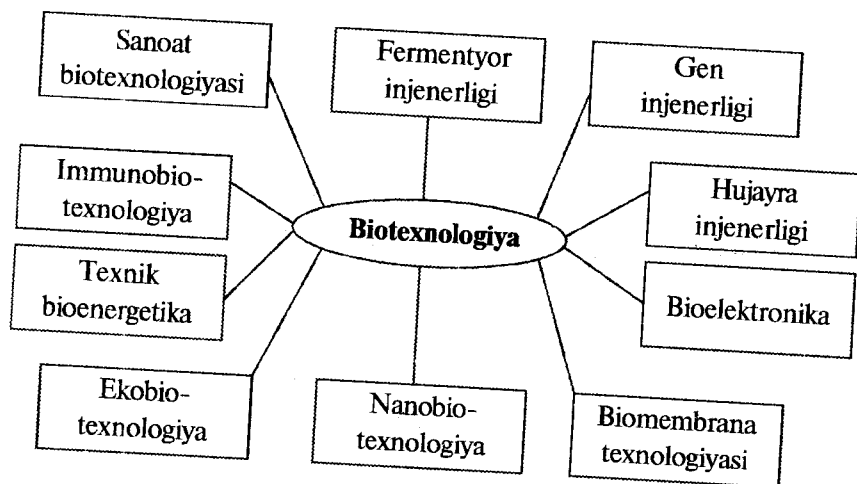 Sanoat
biotexnologiyasi
Fermentyor
injenerligi
Gen
injenerligi
Immunobio-
texnologiya
Biotexnologiya
Hujayra
injenerligi
Texnik
bioenergetika
Bioelektronika
Ekobio-
texnologiya
Nanobio-
texnologiya
Biomembrana
texnologiyasi